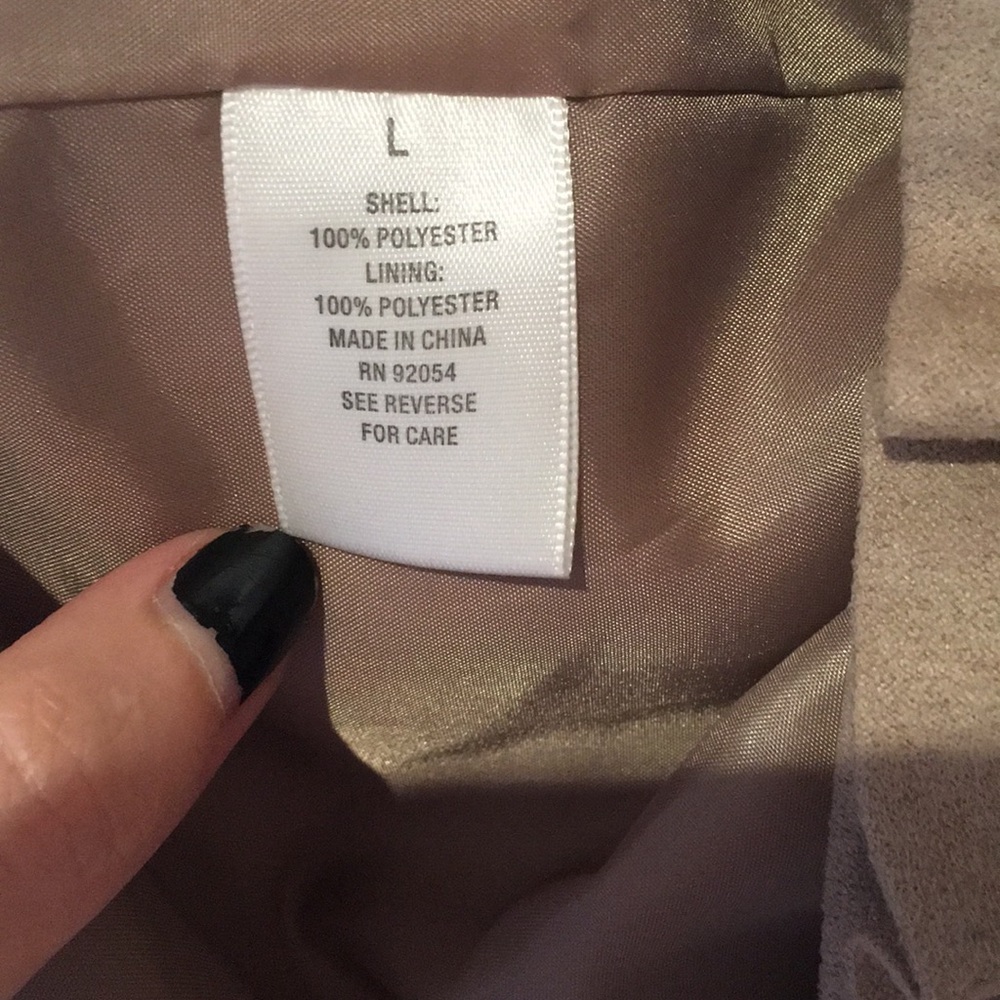 L
SHELL:
100% POLYESTER
LINING:
100% POLYESTER
MADE IN CHINA
RN 92054
SEE REVERSE
FOR CARE